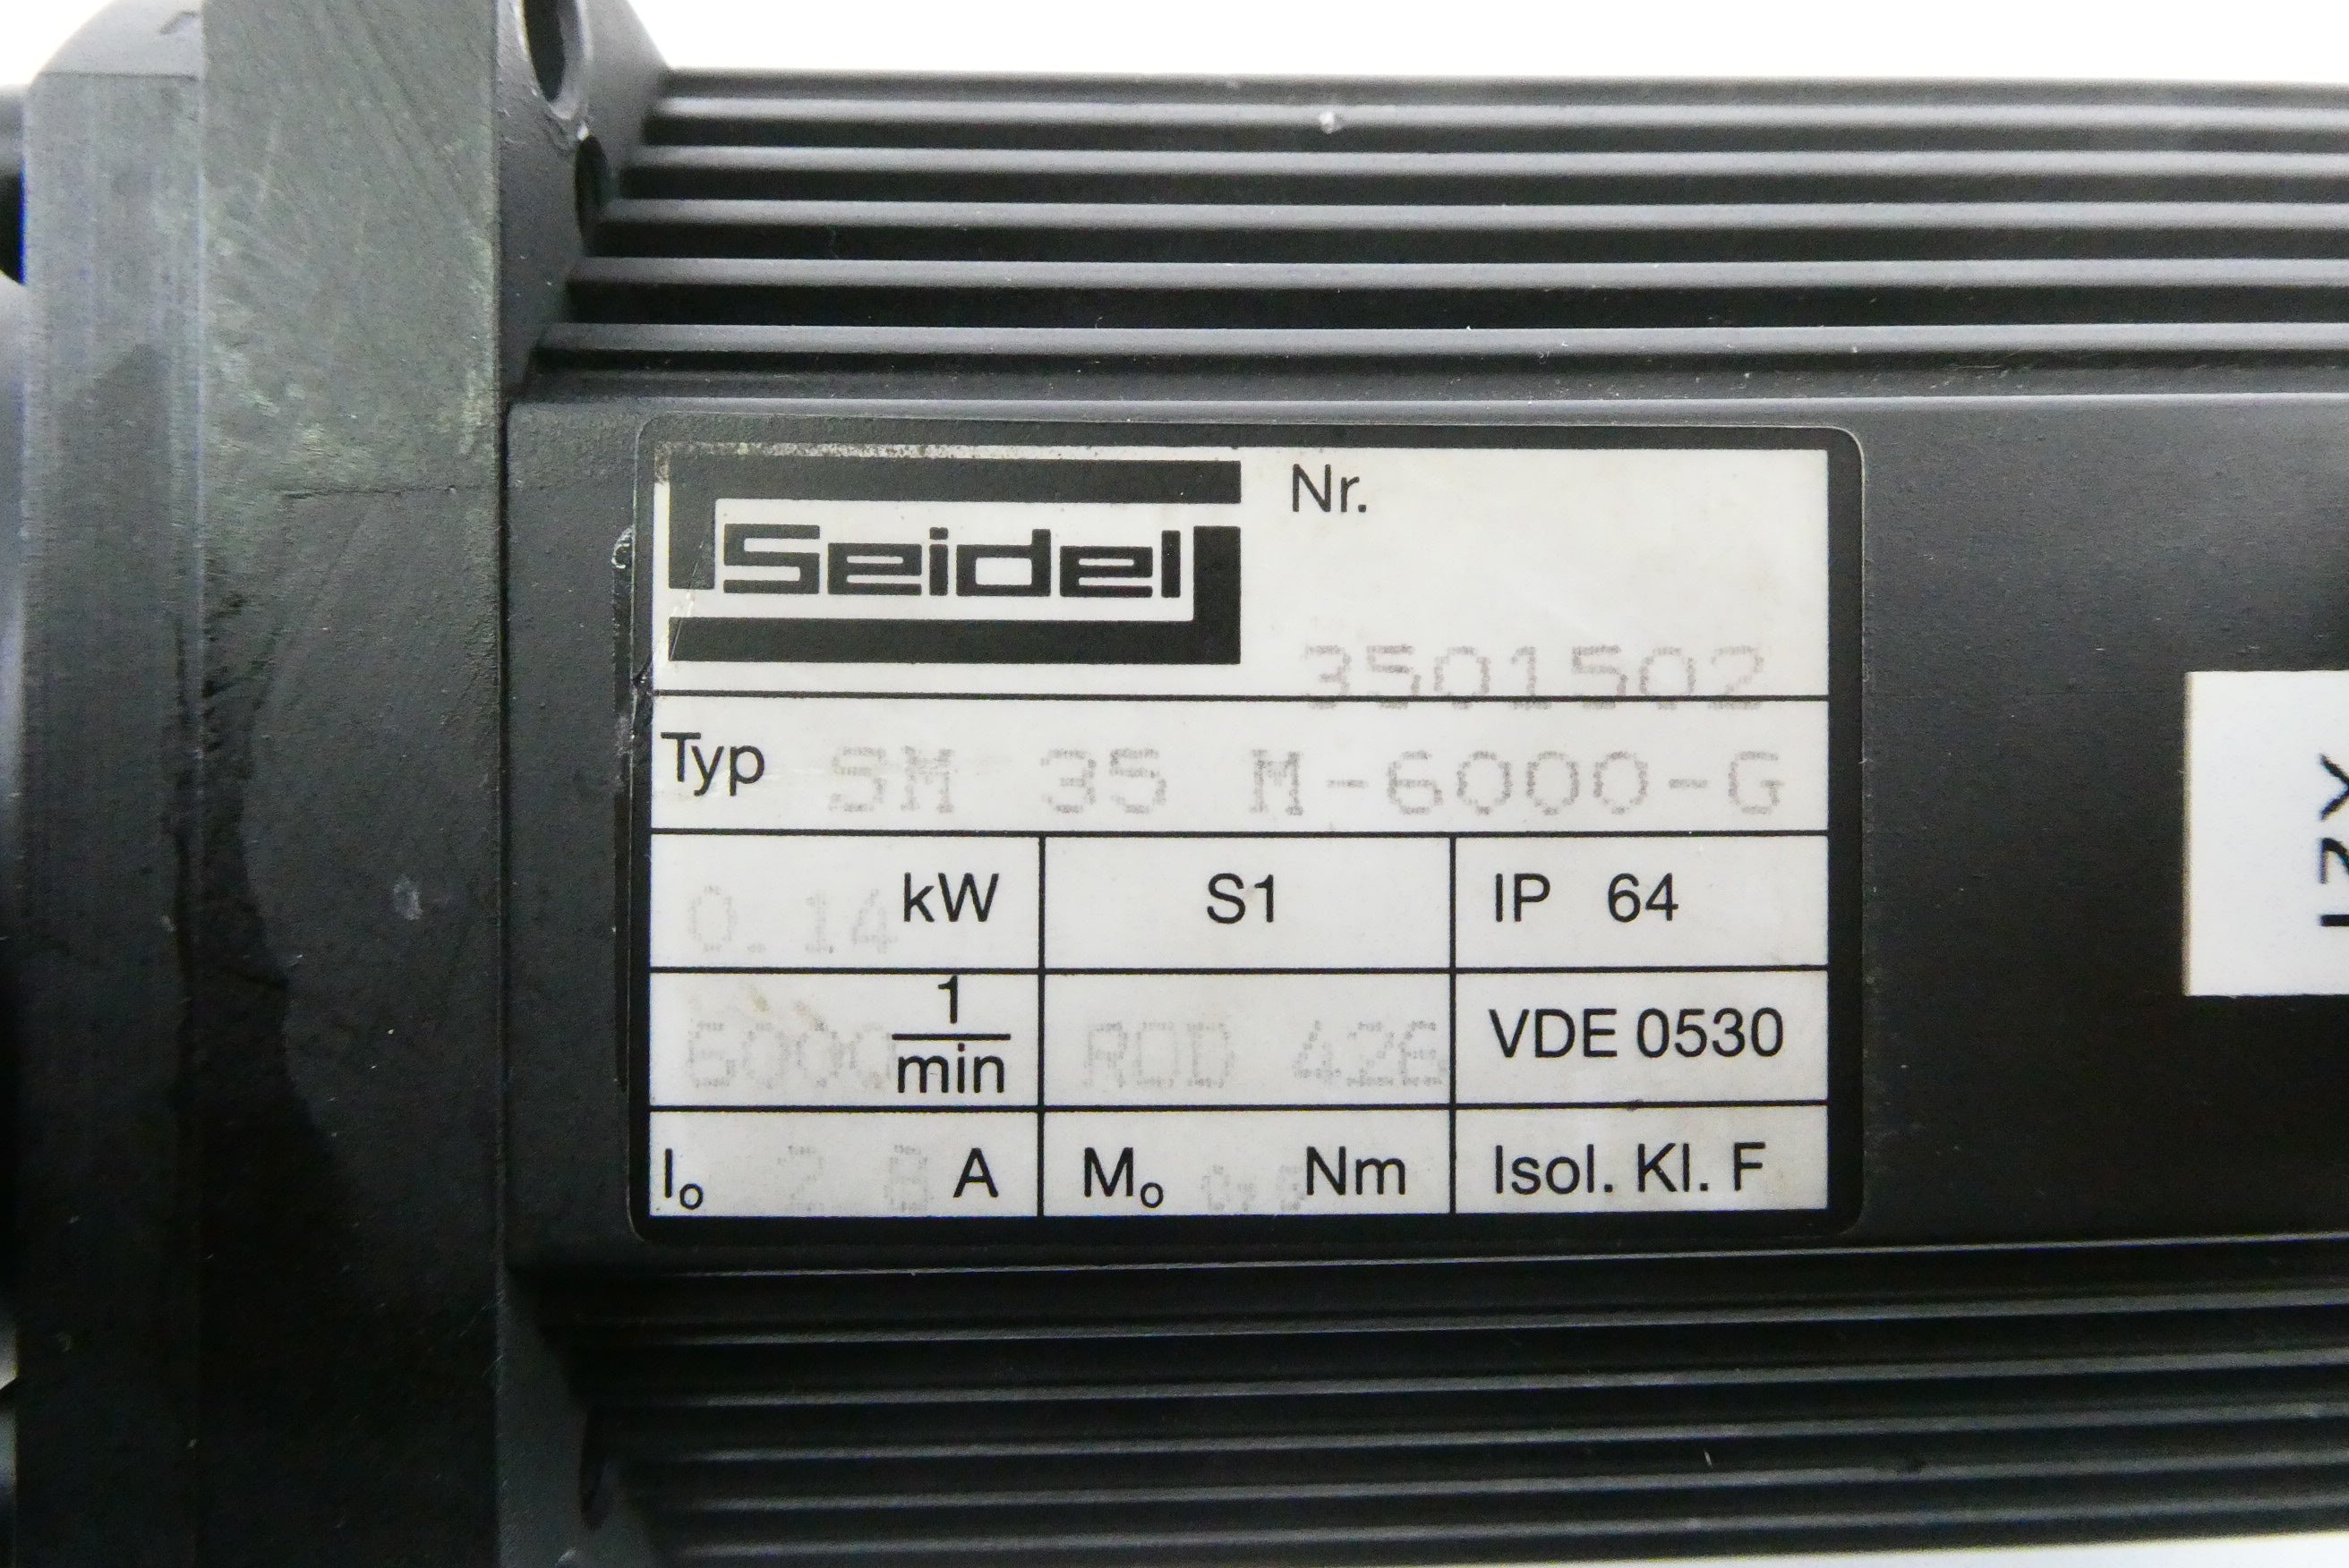 Seidel
Nr.
3501502
Typ SM 35 M-6000-G
0.14 kW
S1
IP 64
6000 1/min
ROD 426
VDE 0530
Io A
Mo Nm
Isol. Kl. F